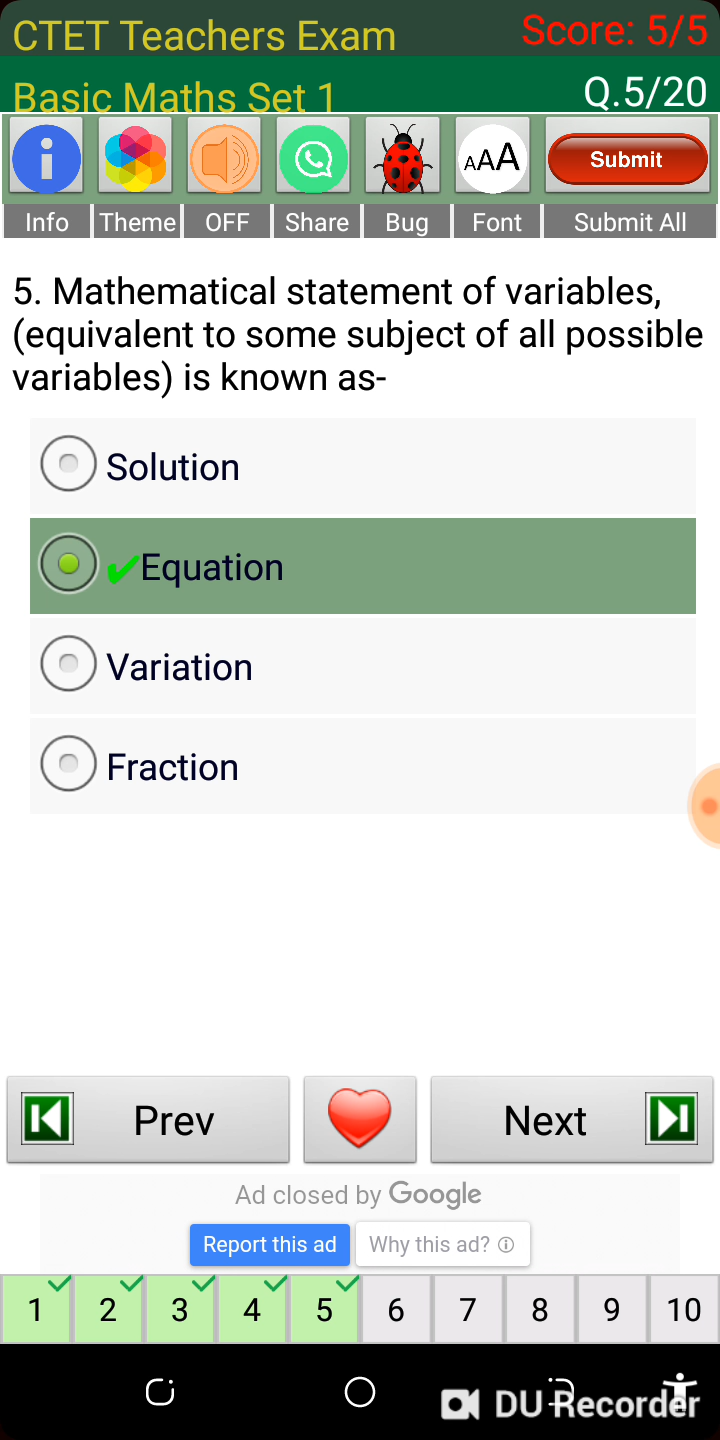 CTET Teachers Exam
Score: 5/5
Basic Maths Set 1
Q.5/20
AAA
Submit
Info
Theme
OFF
Share
Bug
Font
Submit All
5. Mathematical statement of variables,
(equivalent to some subject of all possible
variables) is known as-
Solution
✔Equation
Variation
Fraction
Prev
Next
Ad closed by Google
Report this ad
Why this ad?
1
2
3
4
5
6
7
8
9
10
DU Recorder